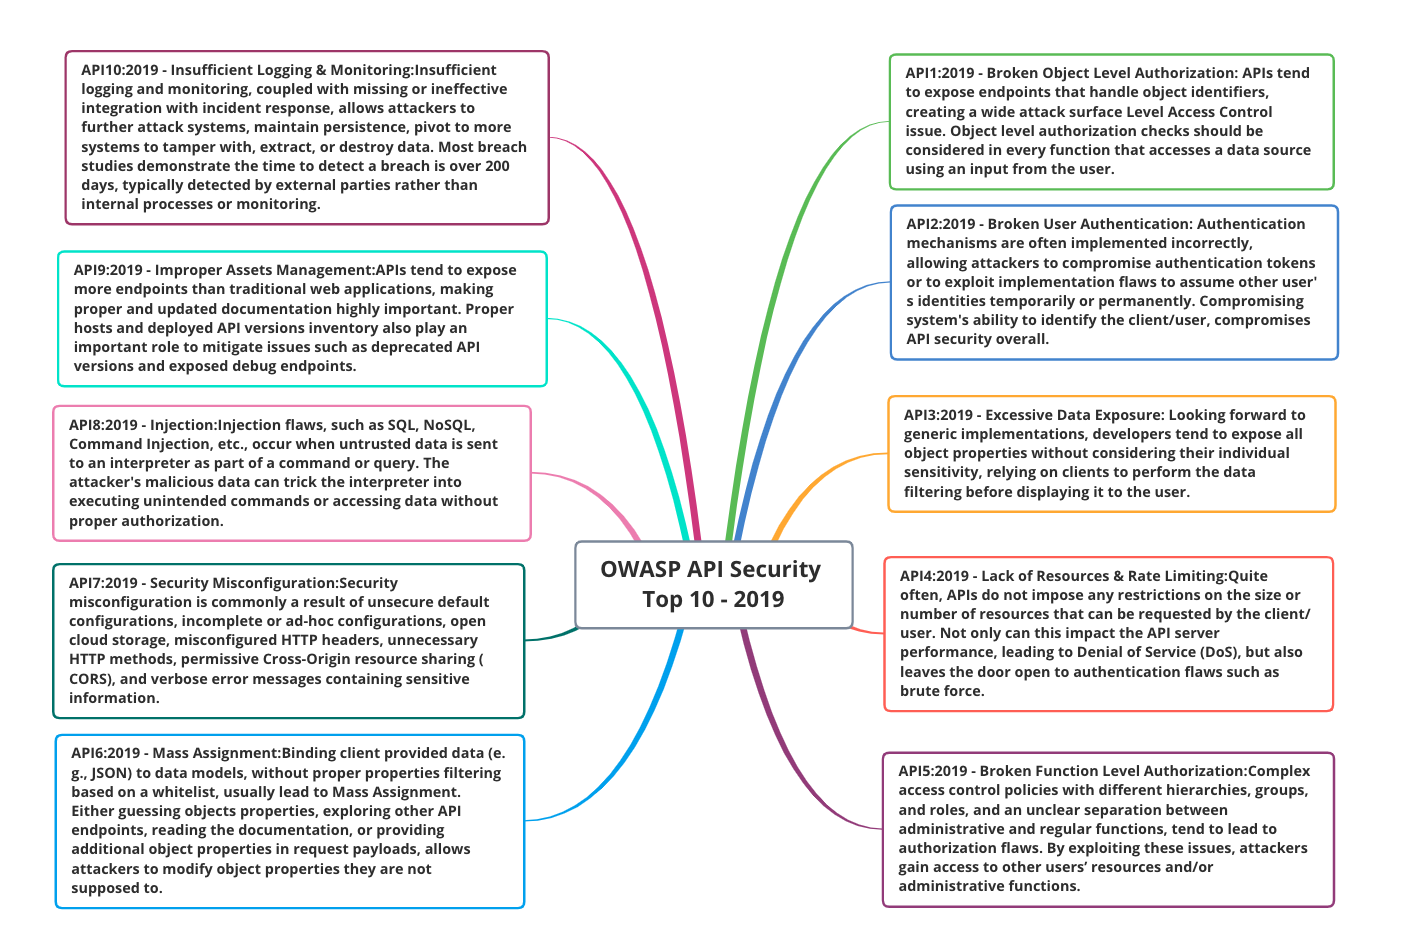 OWASP API Security
Top 10 - 2019
API1:2019 - Broken Object Level Authorization: APIs tend
to expose endpoints that handle object identifiers,
creating a wide attack surface Level Access Control
issue. Object level authorization checks should be
considered in every function that accesses a data source
using an input from the user.
API2:2019 - Broken User Authentication: Authentication
mechanisms are often implemented incorrectly,
allowing attackers to compromise authentication tokens
or to exploit implementation flaws to assume other user'
s identities temporarily or permanently. Compromising
system's ability to identify the client/user, compromises
API security overall.
API3:2019 - Excessive Data Exposure: Looking forward to
generic implementations, developers tend to expose all
object properties without considering their individual
sensitivity, relying on clients to perform the data
filtering before displaying it to the user.
API4:2019 - Lack of Resources & Rate Limiting:Quite
often, APIs do not impose any restrictions on the size or
number of resources that can be requested by the client/
user. Not only can this impact the API server
performance, leading to Denial of Service (DoS), but also
leaves the door open to authentication flaws such as
brute force.
API5:2019 - Broken Function Level Authorization:Complex
access control policies with different hierarchies, groups,
and roles, and an unclear separation between
administrative and regular functions, tend to lead to
authorization flaws. By exploiting these issues, attackers
gain access to other users’ resources and/or
administrative functions.
API6:2019 - Mass Assignment:Binding client provided data (e.
g., JSON) to data models, without proper properties filtering
based on a whitelist, usually lead to Mass Assignment.
Either guessing objects properties, exploring other API
endpoints, reading the documentation, or providing
additional object properties in request payloads, allows
attackers to modify object properties they are not
supposed to.
API7:2019 - Security Misconfiguration:Security
misconfiguration is commonly a result of unsecure default
configurations, incomplete or ad-hoc configurations, open
cloud storage, misconfigured HTTP headers, unnecessary
HTTP methods, permissive Cross-Origin resource sharing (
CORS), and verbose error messages containing sensitive
information.
API8:2019 - Injection:Injection flaws, such as SQL, NoSQL,
Command Injection, etc., occur when untrusted data is sent
to an interpreter as part of a command or query. The
attacker's malicious data can trick the interpreter into
executing unintended commands or accessing data without
proper authorization.
API9:2019 - Improper Assets Management:APIs tend to expose
more endpoints than traditional web applications, making
proper and updated documentation highly important. Proper
hosts and deployed API versions inventory also play an
important role to mitigate issues such as deprecated API
versions and exposed debug endpoints.
API10:2019 - Insufficient Logging & Monitoring:Insufficient
logging and monitoring, coupled with missing or ineffective
integration with incident response, allows attackers to
further attack systems, maintain persistence, pivot to more
systems to tamper with, extract, or destroy data. Most breach
studies demonstrate the time to detect a breach is over 200
days, typically detected by external parties rather than
internal processes or monitoring.